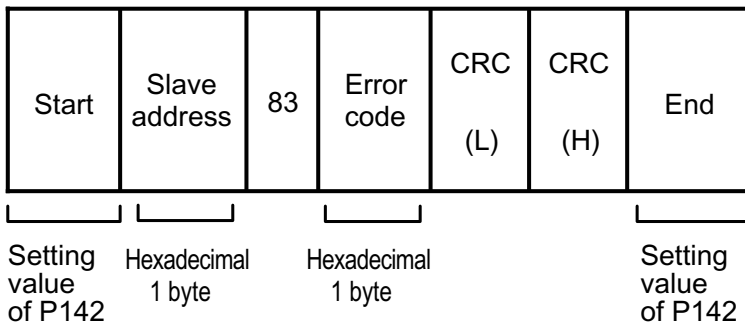 Start
Slave
address
83
Error
code
CRC
(L)
CRC
(H)
End
Setting
value
of P142
Hexadecimal
1 byte
Hexadecimal
1 byte
Setting
value
of P142